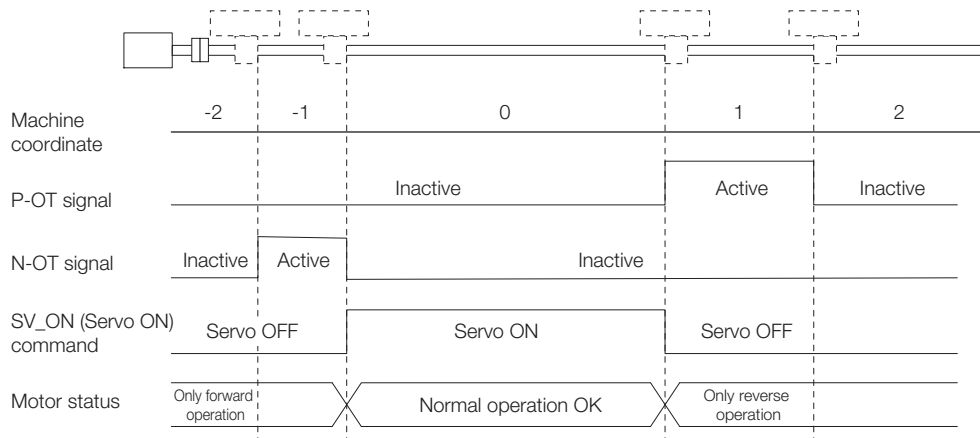 Machine
coordinate
-2
-1
0
1
2
P-OT signal
Inactive
Active
Inactive
N-OT signal
Inactive
Active
Inactive
SV_ON (Servo ON)
command
Servo OFF
Servo ON
Servo OFF
Motor status
Only forward
operation
Normal operation OK
Only reverse
operation